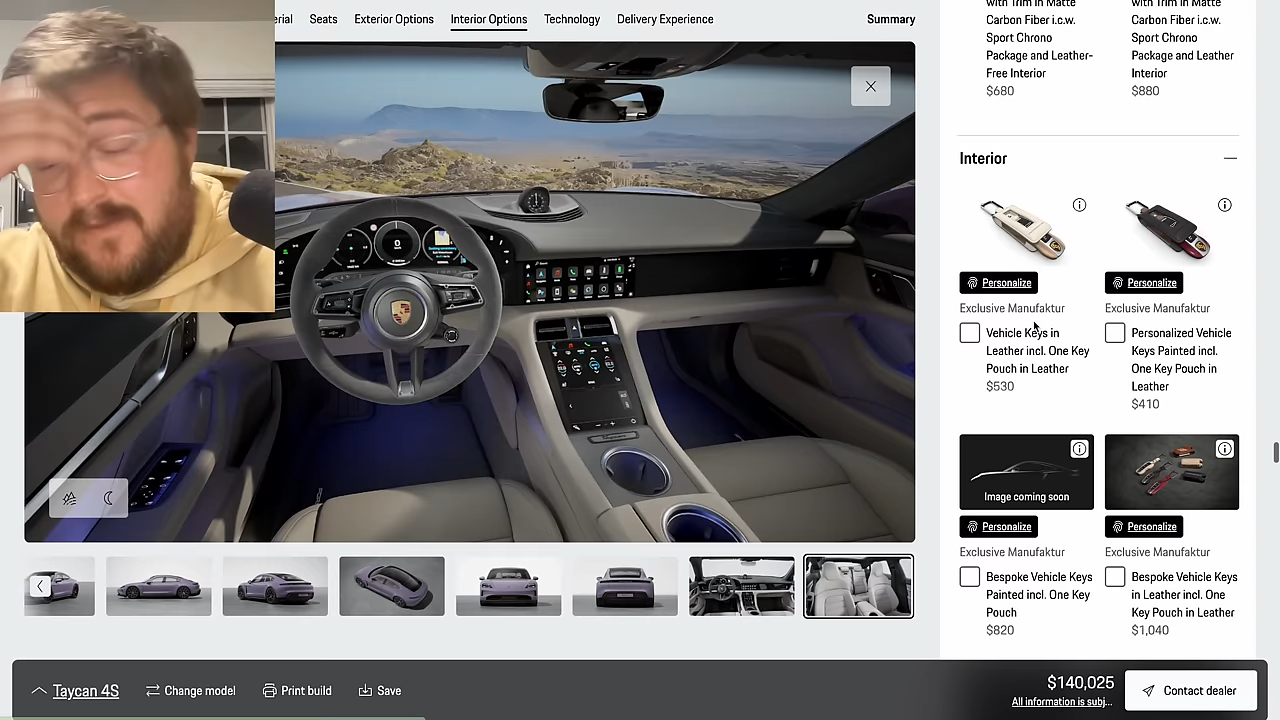 erial
Seats
Exterior Options
Interior Options
Technology
Delivery Experience
Summary
with Trim in Matte
Carbon Fiber i.c.w.
Sport Chrono
Package and Leather-
Free Interior
$680
with Trim in Matte
Carbon Fiber i.c.w.
Sport Chrono
Package and Leather
Interior
$880
Interior
Personalize
Exclusive Manufaktur
Vehicle Keys in
Leather incl. One Key
Pouch in Leather
$530
Personalize
Exclusive Manufaktur
Personalized Vehicle
Keys Painted incl.
One Key Pouch in
Leather
$410
Image coming soon
Personalize
Exclusive Manufaktur
Bespoke Vehicle Keys
Painted incl. One Key
Pouch
$820
Personalize
Exclusive Manufaktur
Bespoke Vehicle Keys
in Leather incl. One
Key Pouch in Leather
$1,040
Taycan 4S
Change model
Print build
Save
$140,025
All information is subj...
Contact dealer